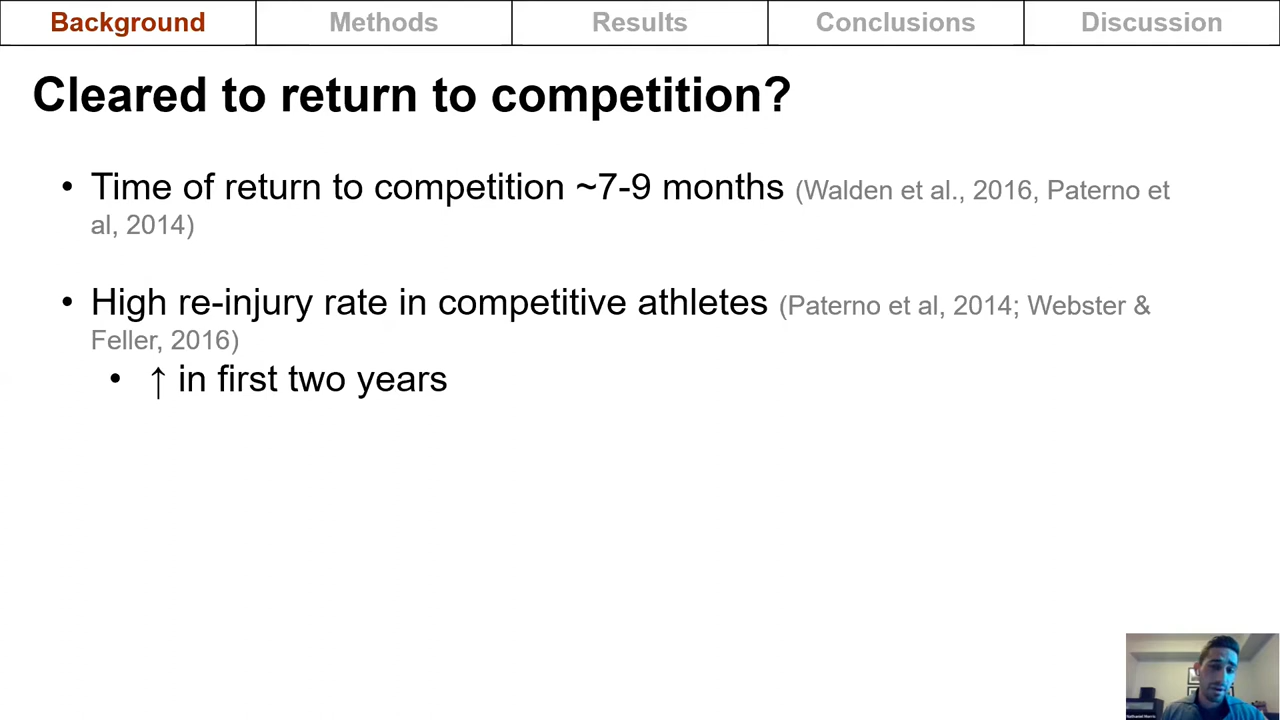 Background Methods Results Conclusions Discussion
Cleared to return to competition?
• Time of return to competition ~7-9 months (Walden et al., 2016, Paterno et
al, 2014)
• High re-injury rate in competitive athletes (Paterno et al, 2014; Webster &
Feller, 2016)
• ↑ in first two years
Nathaniel Morris